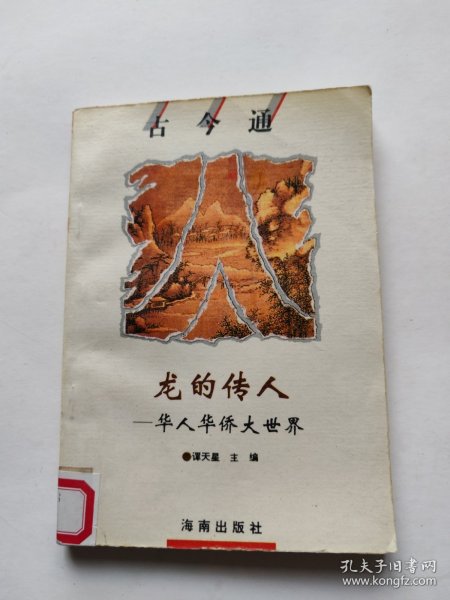 古今通
龙的传人
—华人华侨大世界
●谭天星 主编
海南出版社
孔夫子旧书网
www.kongfz.com